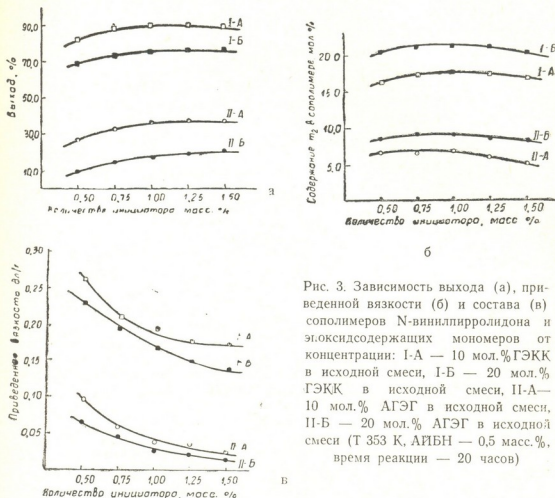 90,0
70,0
50,0
30,0
10,0
Выход, %
I-А
I-Б
II-А
II-Б
0,50 0,75 1,00 1,25 1,50
Количество инициатора масс. %
а
Содержание m₂ в сополимере мол %
20,0
15,0
10,0
5,0
I-Б
I-А
II-Б
II-А
0,50 0,75 1,00 1,25 1,50
Количество инициатора, масс %
б
Приведенная вязкость дл/г
0,30
0,25
0,20
0,15
0,10
0,05
А
Б
II-А
II-Б
0,50 0,75 1,00 1,25 1,50
Количество инициатора, масс. %
в
Рис. 3. Зависимость выхода (а), при-
веденной вязкости (б) и состава (в)
сополимеров N-винилпирролидона и
эпоксидсодержащих мономеров от
концентрации: I-А — 10 мол.% ГЭКК
в исходной смеси, I-Б — 20 мол.%
ГЭКК в исходной смеси, II-А—
10 мол.% АГЭГ в исходной смеси,
II-Б — 20 мол.% АГЭГ в исходной
смеси (Т 353 К, АИБН — 0,5 масс.%,
время реакции — 20 часов)